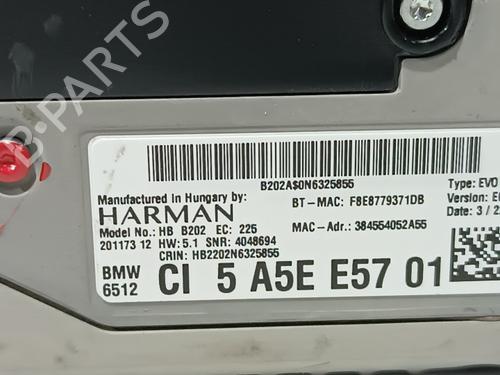 B202A$0N6325855
Manufactured in Hungary by:
HARMAN
BT-MAC: F8E8779371DB
Type: EVO
Model No.: HB B202 EC: 225
MAC-Adr.: 384554052A55
201173 12 HW: 5.1 SNR: 4048694
Date: 3 / 2
CRIN: HB2202N6325855
BMW
6512
CI 5 A5E E57 01
B-PARTS